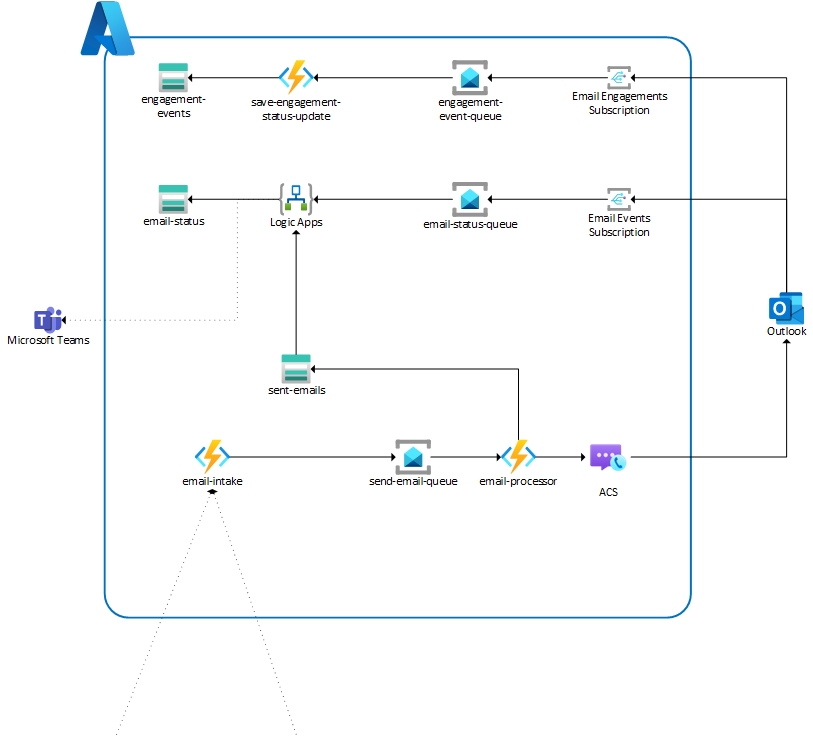 engagement-
events
save-engagement-
status-update
engagement-
event-queue
Email Engagements
Subscription
email-status
Logic Apps
email-status-queue
Email Events
Subscription
Microsoft Teams
Outlook
sent-emails
email-intake
send-email-queue
email-processor
ACS